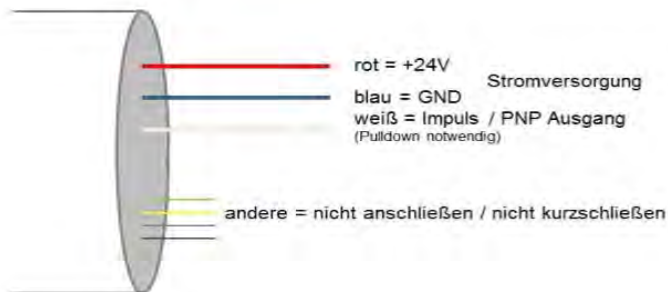 rot = +24V
Stromversorgung
blau = GND
weiß = Impuls / PNP Ausgang
(Pulldown notwendig)
andere = nicht anschließen / nicht kurzschließen